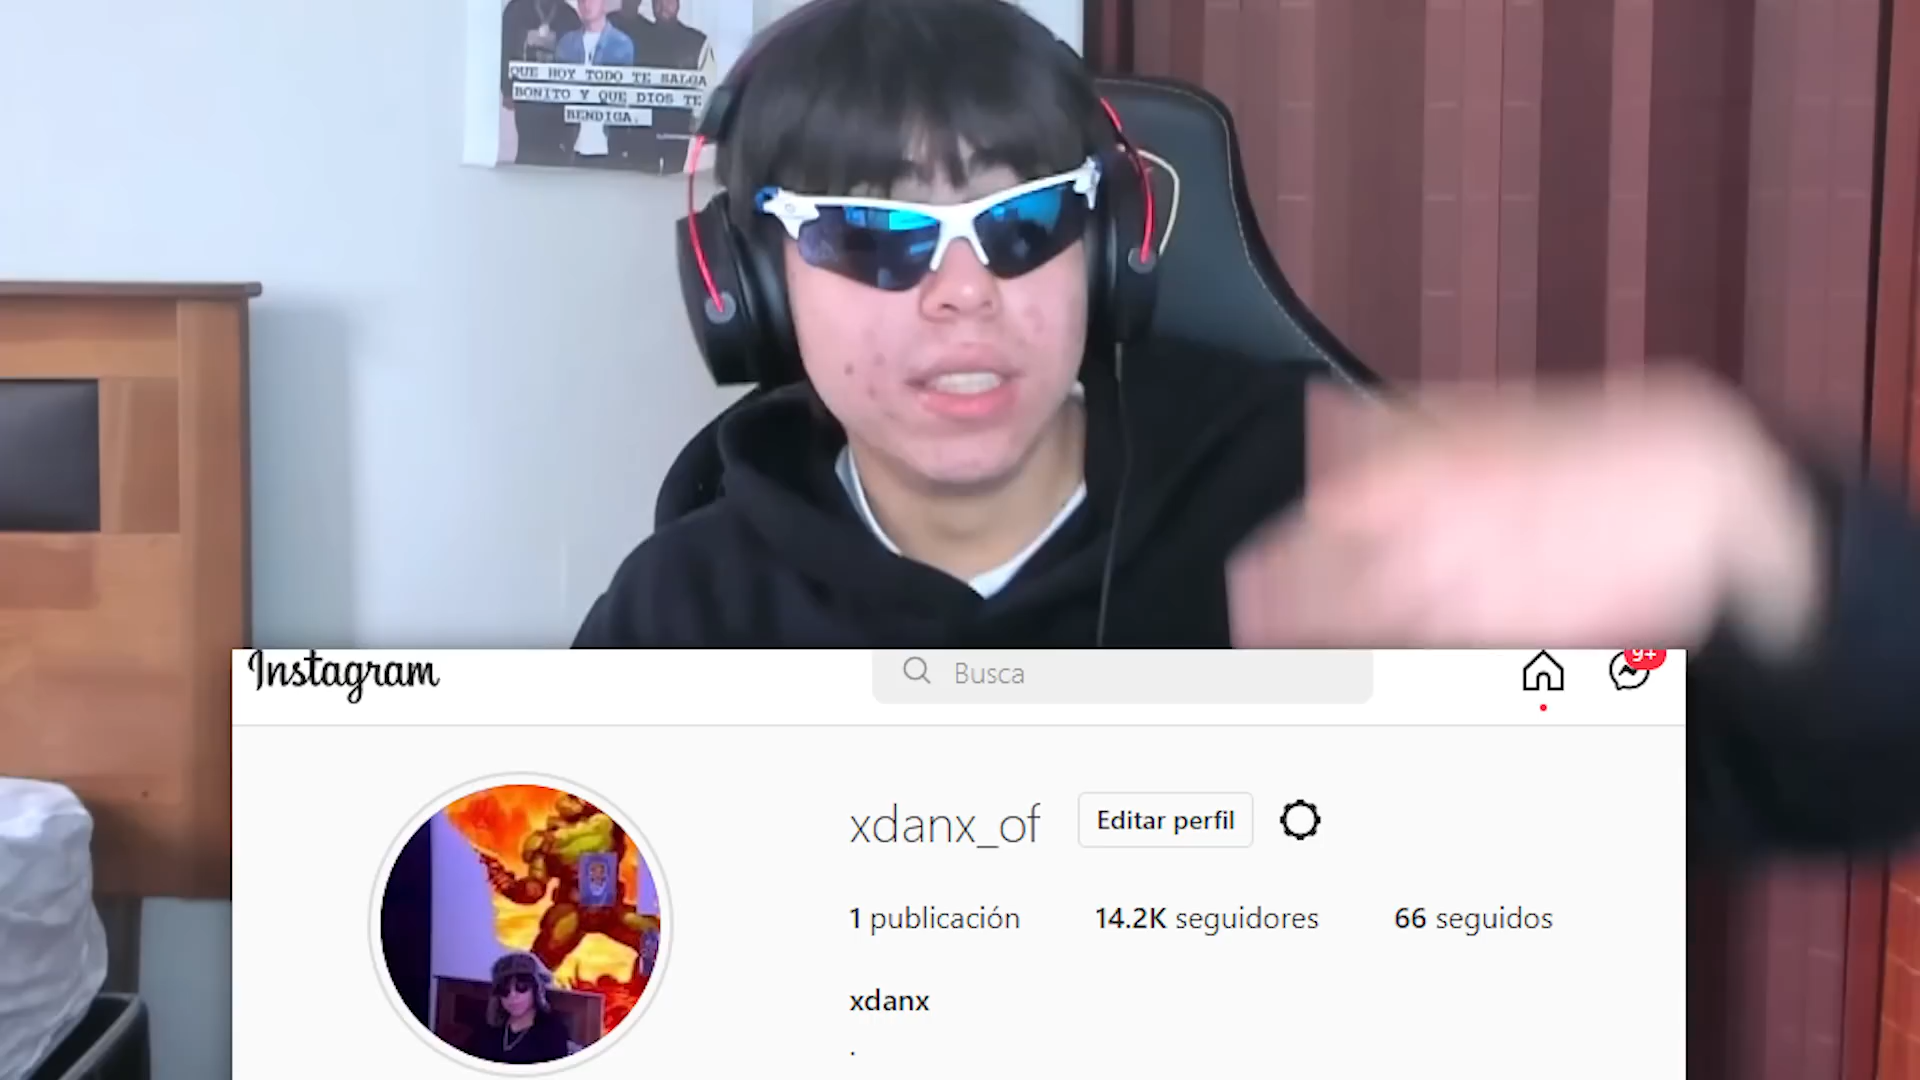 QUE HOY TODO TE SALGA
BONITO Y QUE DIOS TE
BENDIGA.
Instagram
Busca
9+
xdanx_of
Editar perfil
1 publicación
14.2K seguidores
66 seguidos
xdanx
.